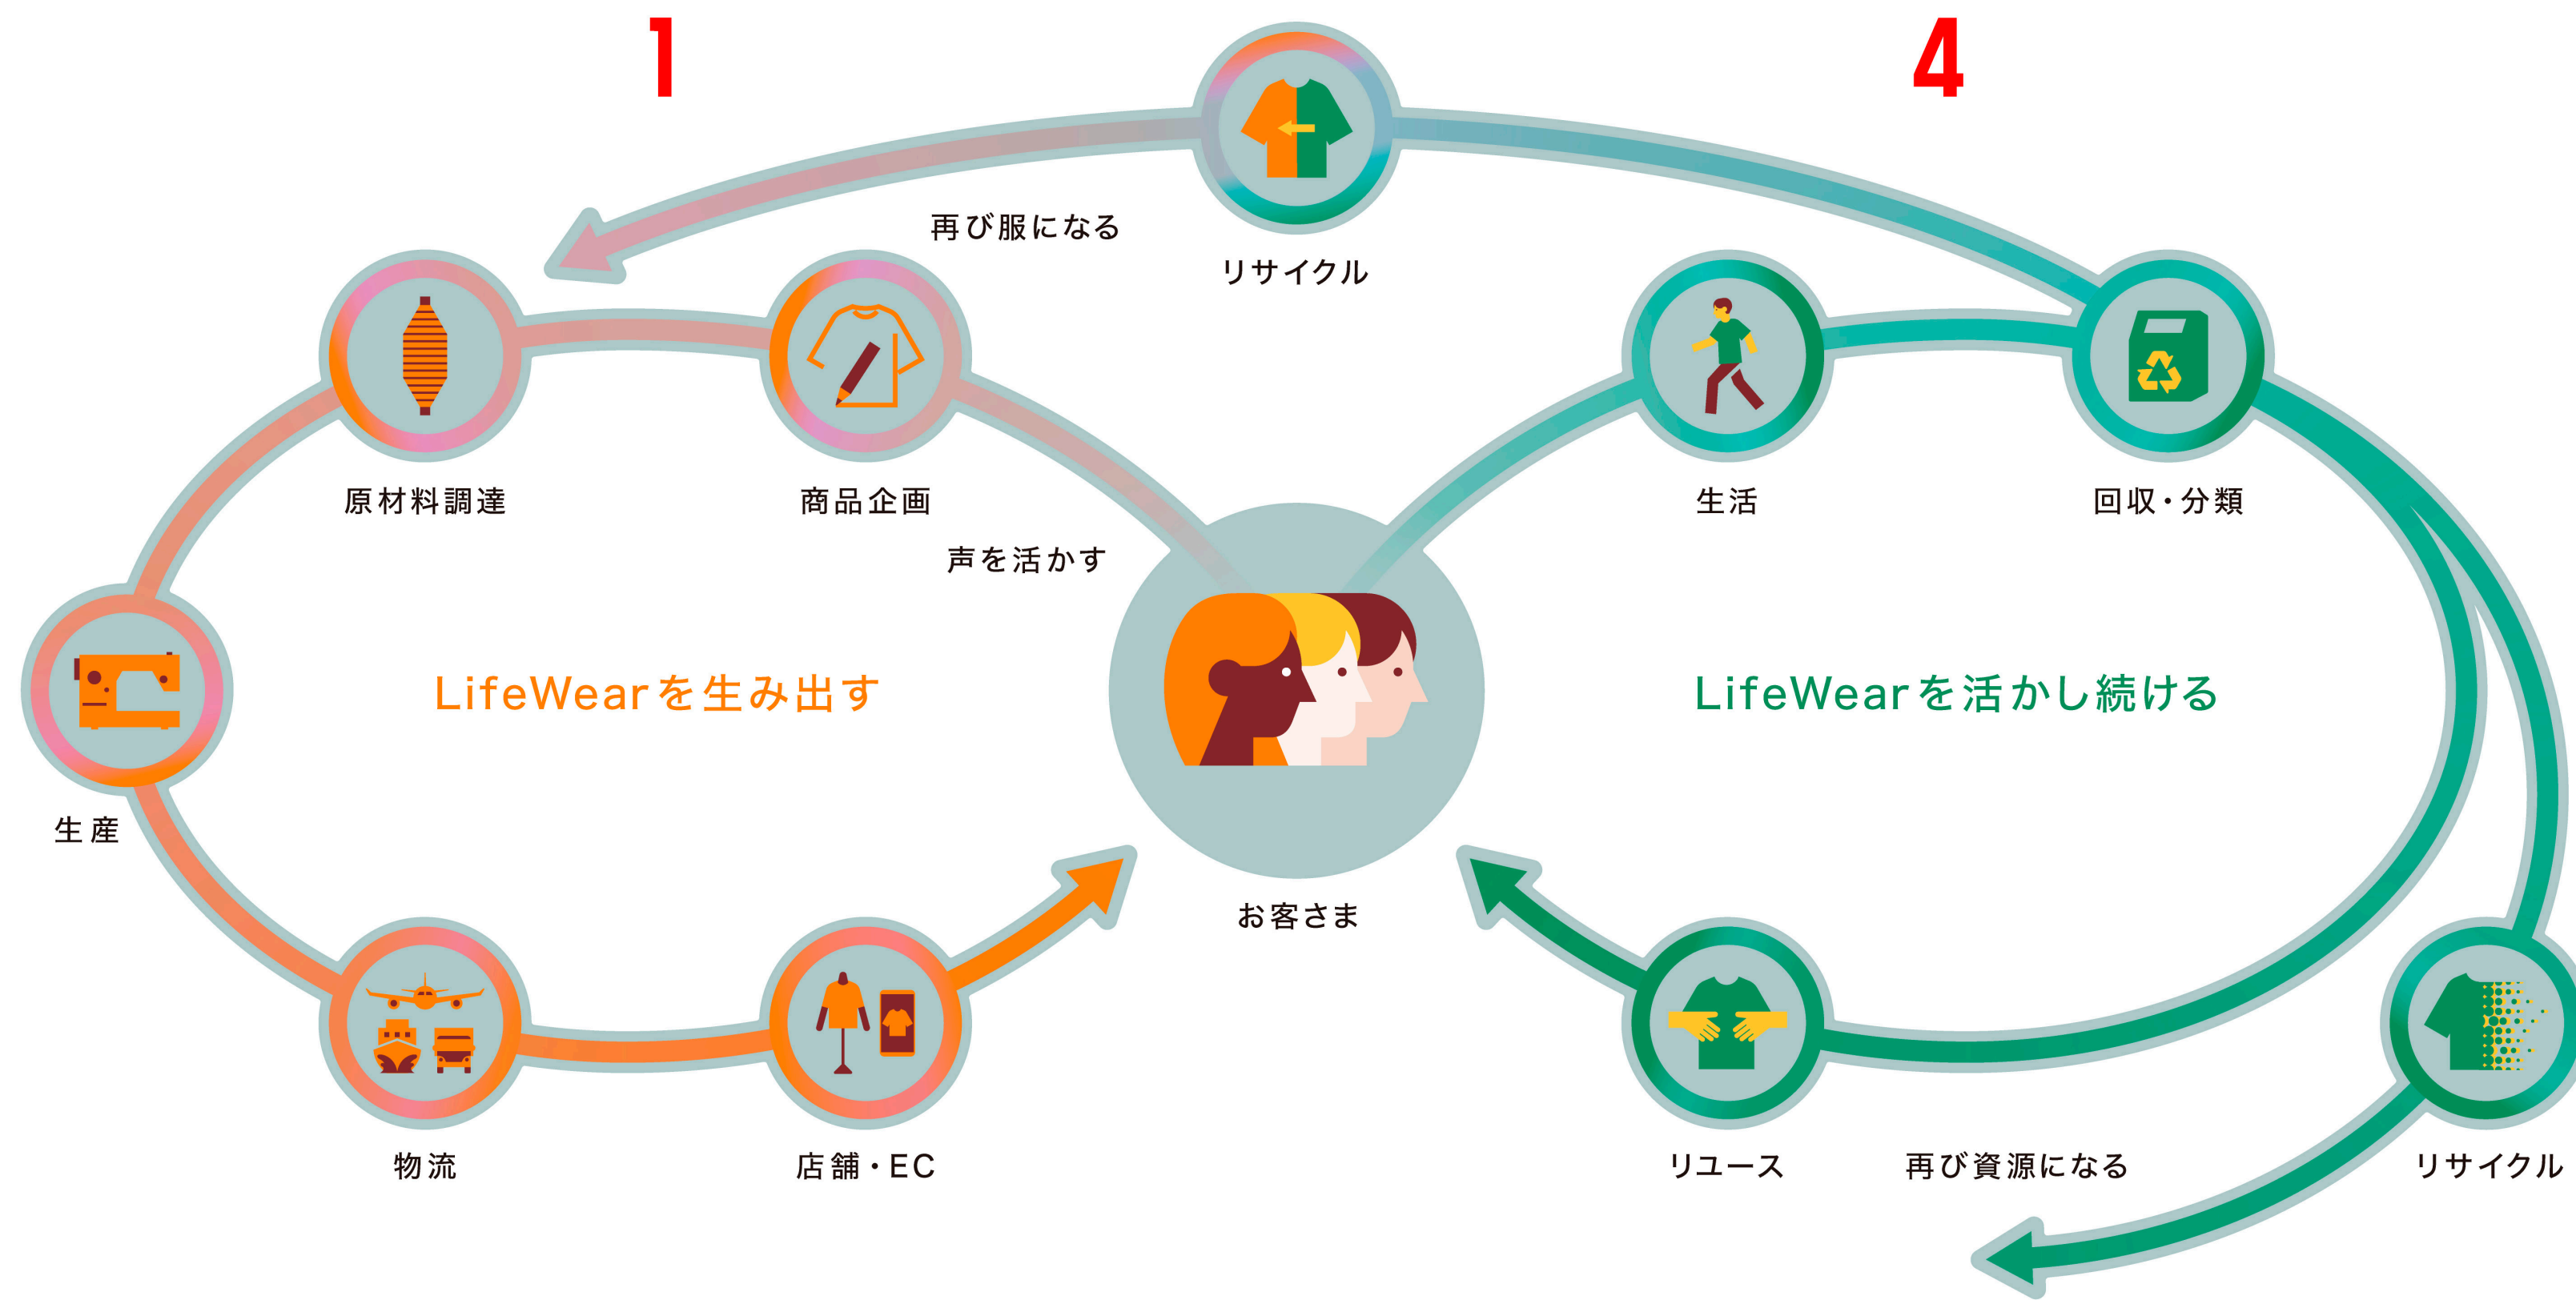 1
4
再び服になる
リサイクル
原材料調達
商品企画
生活
回収・分類
声を活かす
LifeWearを生み出す
LifeWearを活かし続ける
生産
お客さま
物流
店舗・EC
リユース
再び資源になる
リサイクル